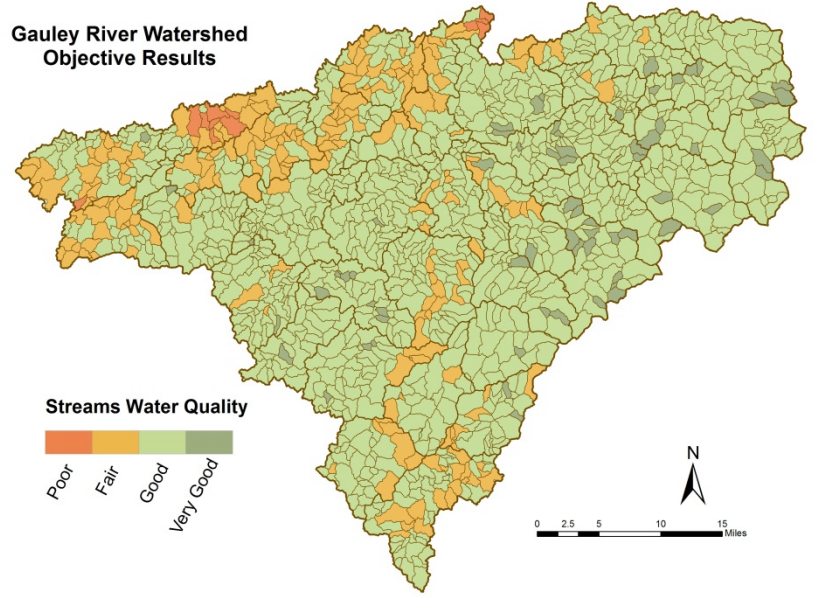 Gauley River Watershed
Objective Results
Streams Water Quality
Poor
Fair
Good
Very Good
N
0 2.5 5 10 15
Miles